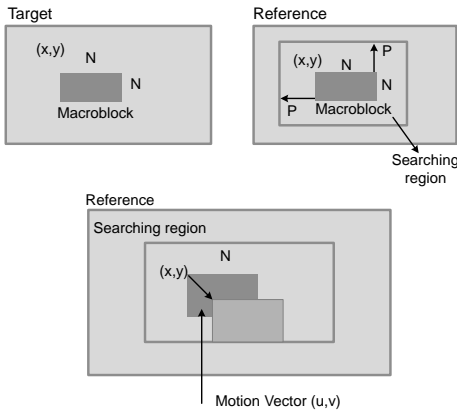 Target
(x,y)
N
N
Macroblock
Reference
(x,y)
N
P
N
P
Macroblock
Searching
region
Reference
Searching region
N
(x,y)
Motion Vector (u,v)